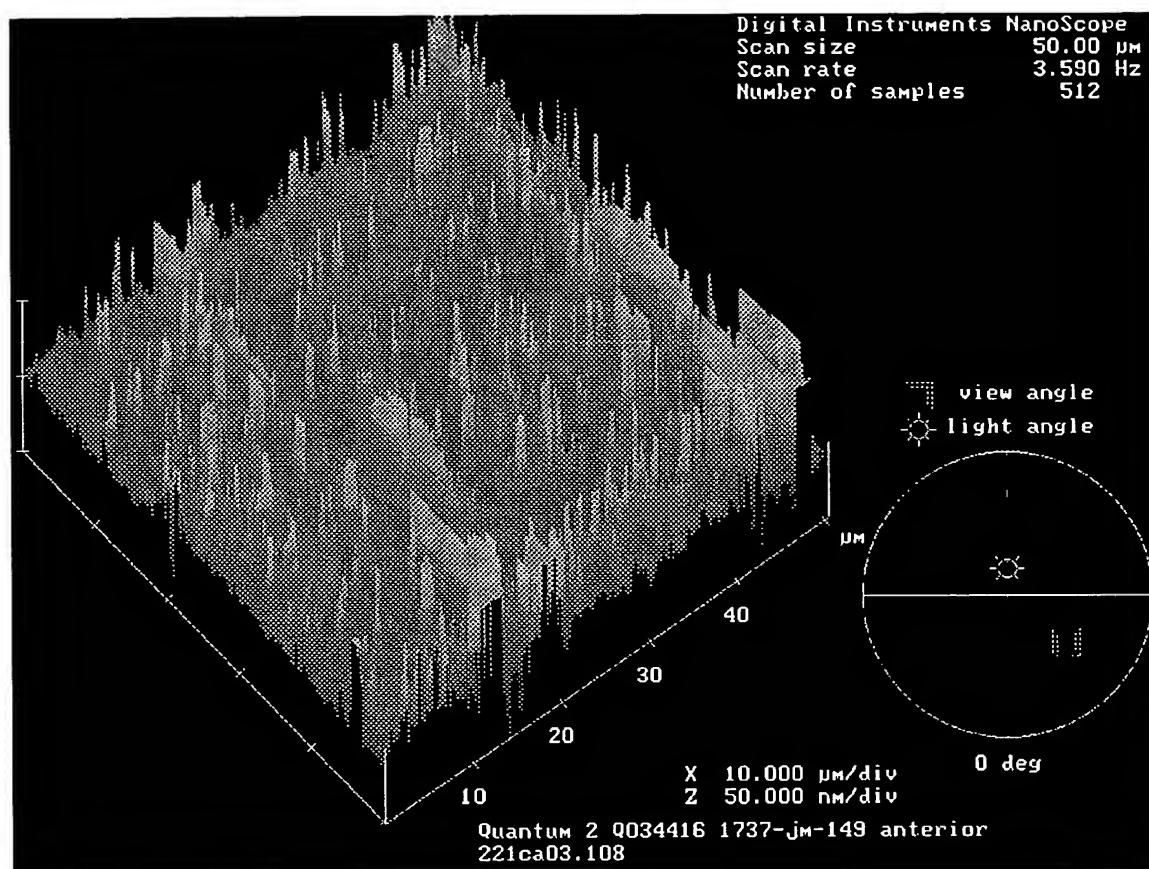 Digital Instruments NanoScope
Scan size 50.00 µm
Scan rate 3.590 Hz
Number of samples 512
view angle
light angle
µm
40
30
20
10
0 deg
X 10.000 µm/div
Z 50.000 nm/div
Quantum 2 Q034416 1737-jm-149 anterior
221ca03.108